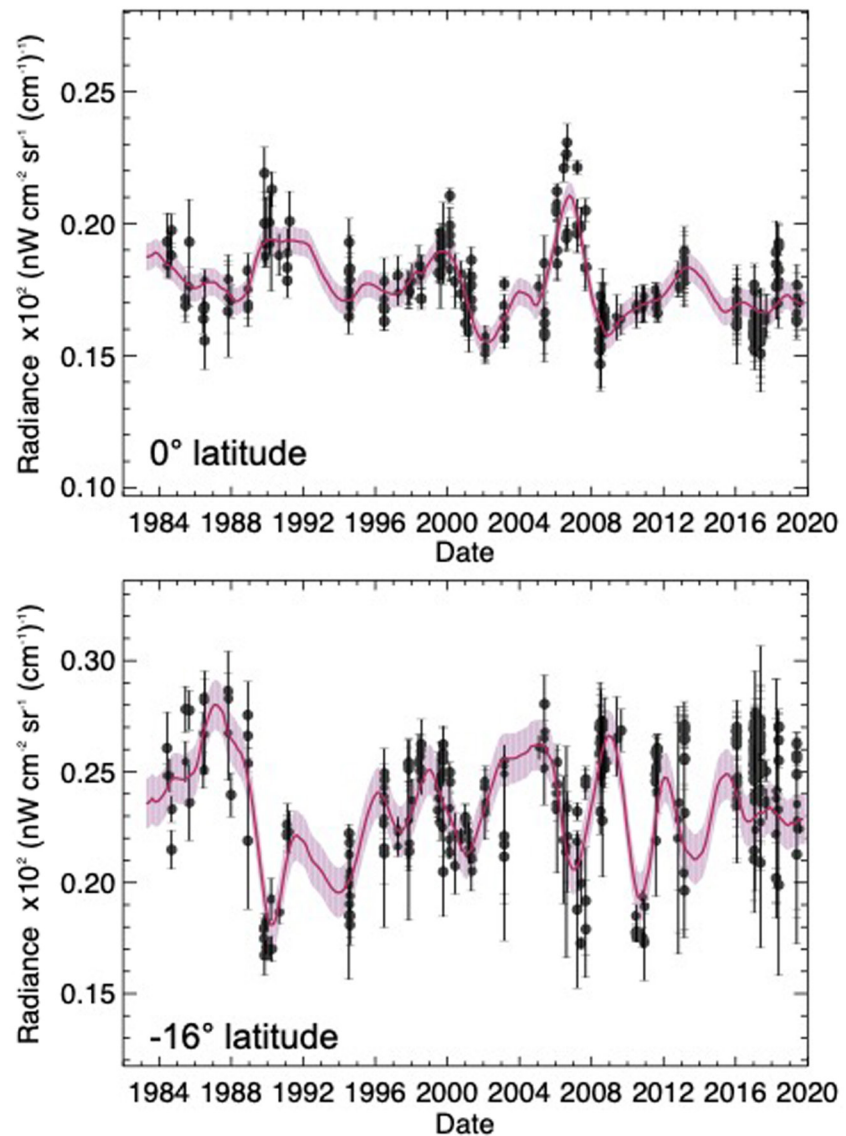 Radiance x10² (nW cm⁻² sr⁻¹ (cm⁻¹)⁻¹)
0.25
0.20
0.15
0.10
0° latitude
1984 1988 1992 1996 2000 2004 2008 2012 2016 2020
Date
Radiance x10² (nW cm⁻² sr⁻¹ (cm⁻¹)⁻¹)
0.30
0.25
0.20
0.15
-16° latitude
1984 1988 1992 1996 2000 2004 2008 2012 2016 2020
Date